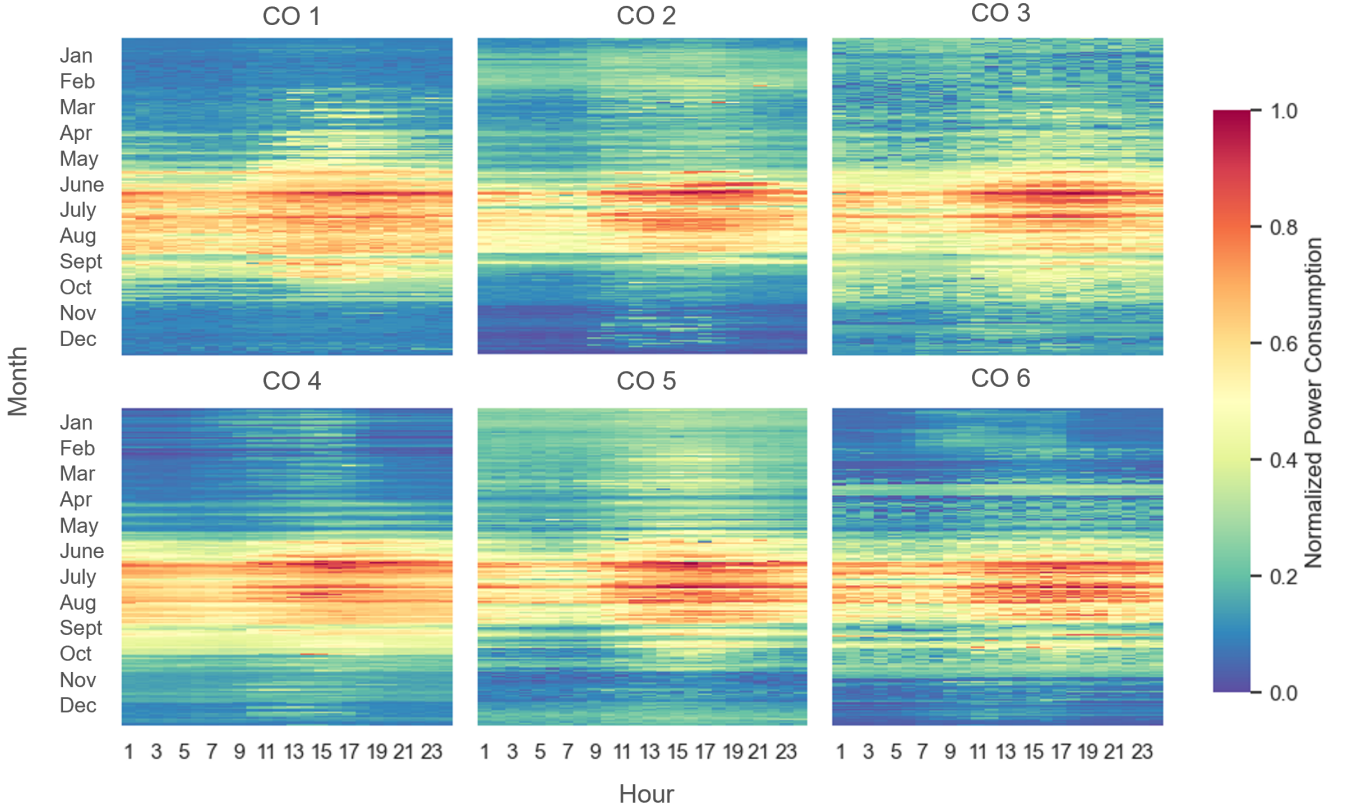 CO 1
CO 2
CO 3
Jan
Feb
Mar
Apr
May
June
July
Aug
Sept
Oct
Nov
Dec
1.0
0.8
0.6
0.4
0.2
0.0
Normalized Power Consumption
Month
CO 4
CO 5
CO 6
Jan
Feb
Mar
Apr
May
June
July
Aug
Sept
Oct
Nov
Dec
1 3 5 7 9 11 13 15 17 19 21 23
1 3 5 7 9 11 13 15 17 19 21 23
1 3 5 7 9 11 13 15 17 19 21 23
Hour